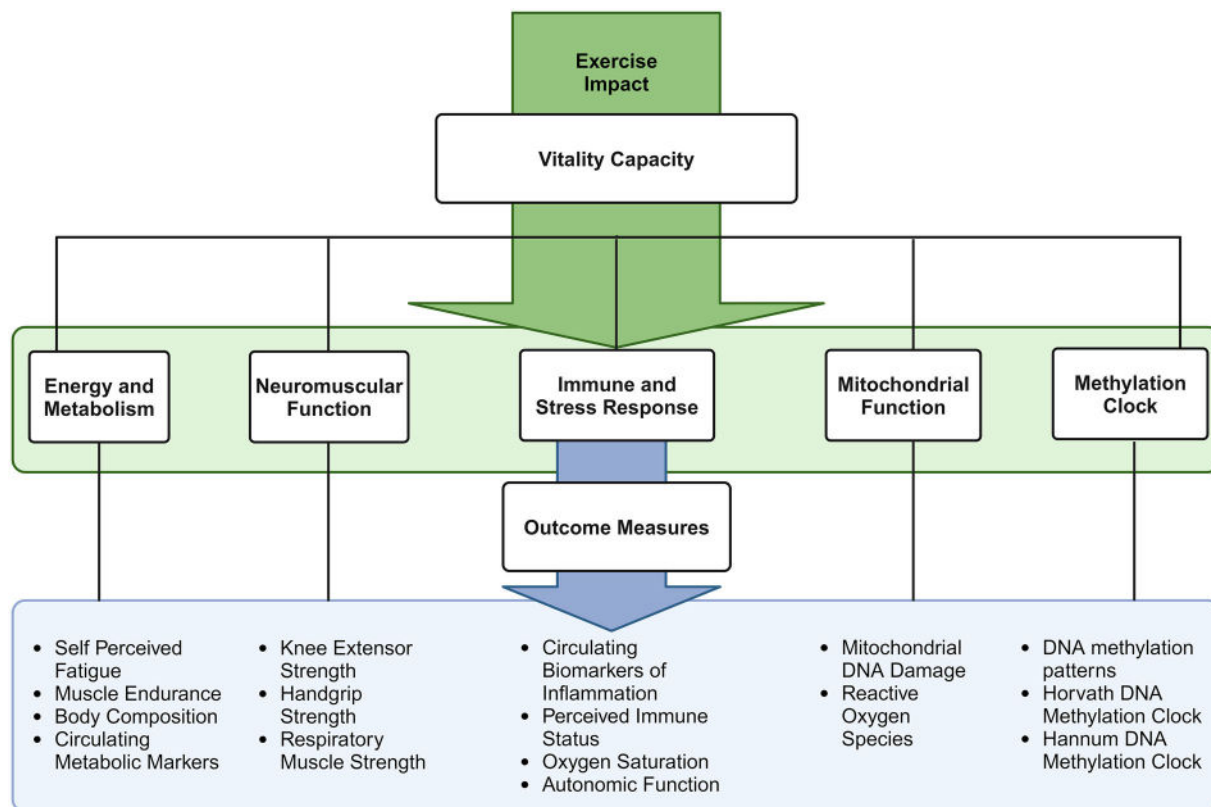 Exercise
Impact
Vitality Capacity
Energy and
Metabolism
Neuromuscular
Function
Immune and
Stress Response
Mitochondrial
Function
Methylation
Clock
Outcome Measures
• Self Perceived
Fatigue
• Muscle Endurance
• Body Composition
• Circulating
Metabolic Markers
• Knee Extensor
Strength
• Handgrip
Strength
• Respiratory
Muscle Strength
• Circulating
Biomarkers of
Inflammation
• Perceived Immune
Status
• Oxygen Saturation
• Autonomic Function
• Mitochondrial
DNA Damage
• Reactive
Oxygen
Species
• DNA methylation
patterns
• Horvath DNA
Methylation Clock
• Hannum DNA
Methylation Clock